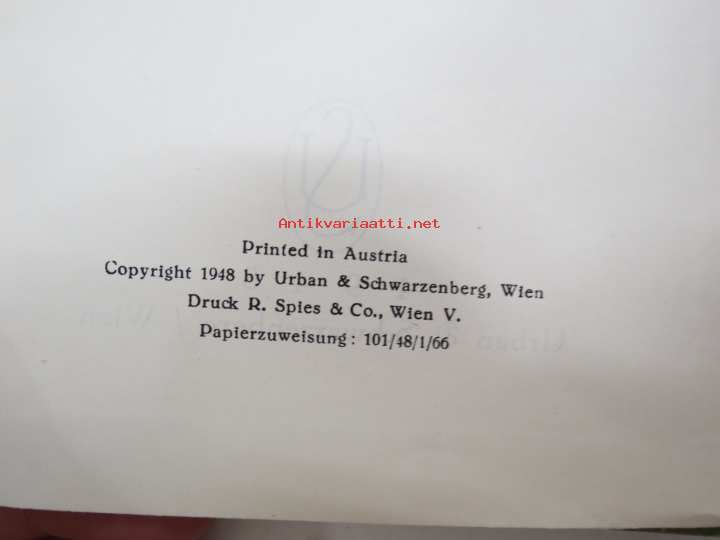 Antikvariaatti.net
Printed in Austria
Copyright 1948 by Urban & Schwarzenberg, Wien
Druck R. Spies & Co., Wien V.
Papierzuweisung: 101/48/1/66